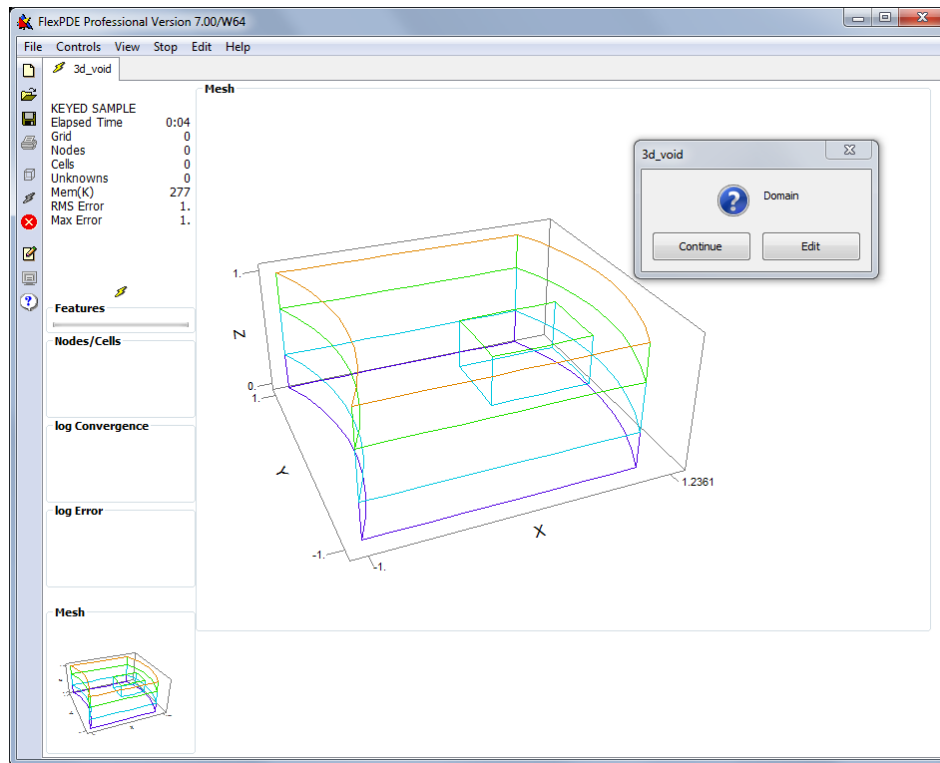 FlexPDE Professional Version 7.00/W64
File Controls View Stop Edit Help
3d_void
KEYED SAMPLE
Elapsed Time 0:04
Grid 0
Nodes 0
Cells 0
Unknowns 0
Mem(K) 277
RMS Error 1.
Max Error 1.
Features
Nodes/Cells
log Convergence
log Error
Mesh
Mesh
1.
Z
0.
1.
Y
-1.
-1.
X
1.2361
3d_void
Domain
Continue Edit